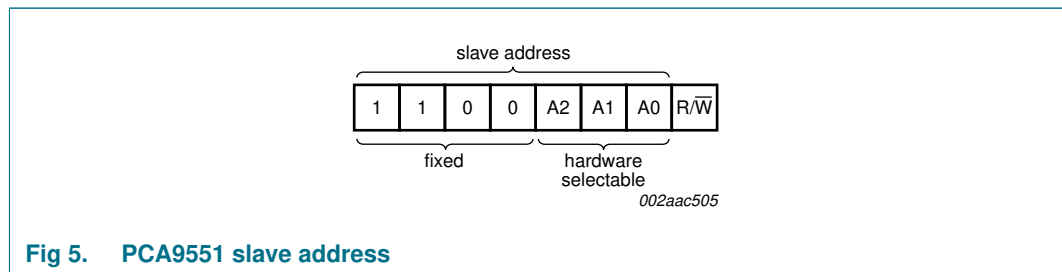 slave address
1 1 0 0 A2 A1 A0 R/W̅
fixed hardware
selectable
002aac505
Fig 5. PCA9551 slave address